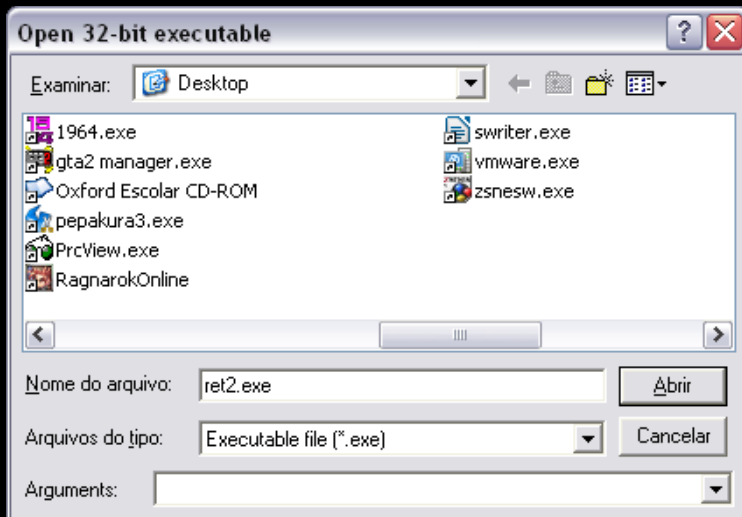 Open 32-bit executable
Examinar: Desktop
1964.exe
gta2 manager.exe
Oxford Escolar CD-ROM
pepakura3.exe
PrcView.exe
RagnarokOnline
swriter.exe
vmware.exe
zsnesw.exe
Nome do arquivo: ret2.exe Abrir
Arquivos do tipo: Executable file (*.exe) Cancelar
Arguments: